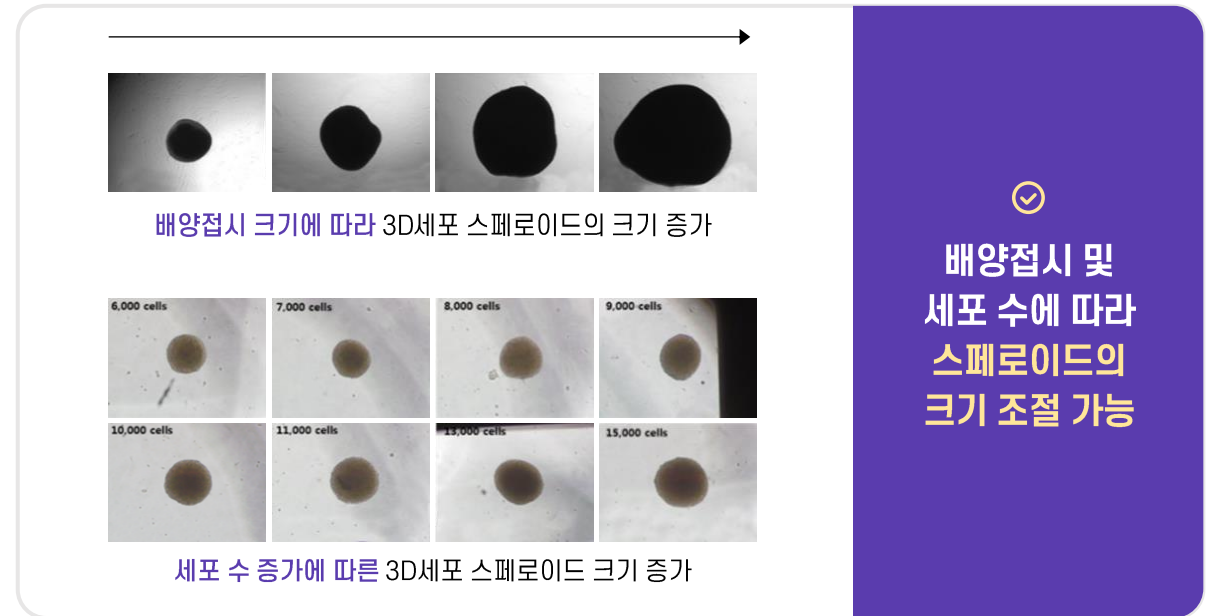 배양접시 크기에 따라 3D세포 스페로이드의 크기 증가
6,000 cells
7,000 cells
8,000 cells
9,000 cells
10,000 cells
11,000 cells
13,000 cells
15,000 cells
세포 수 증가에 따른 3D세포 스페로이드 크기 증가
배양접시 및
세포 수에 따라
스페로이드의
크기 조절 가능